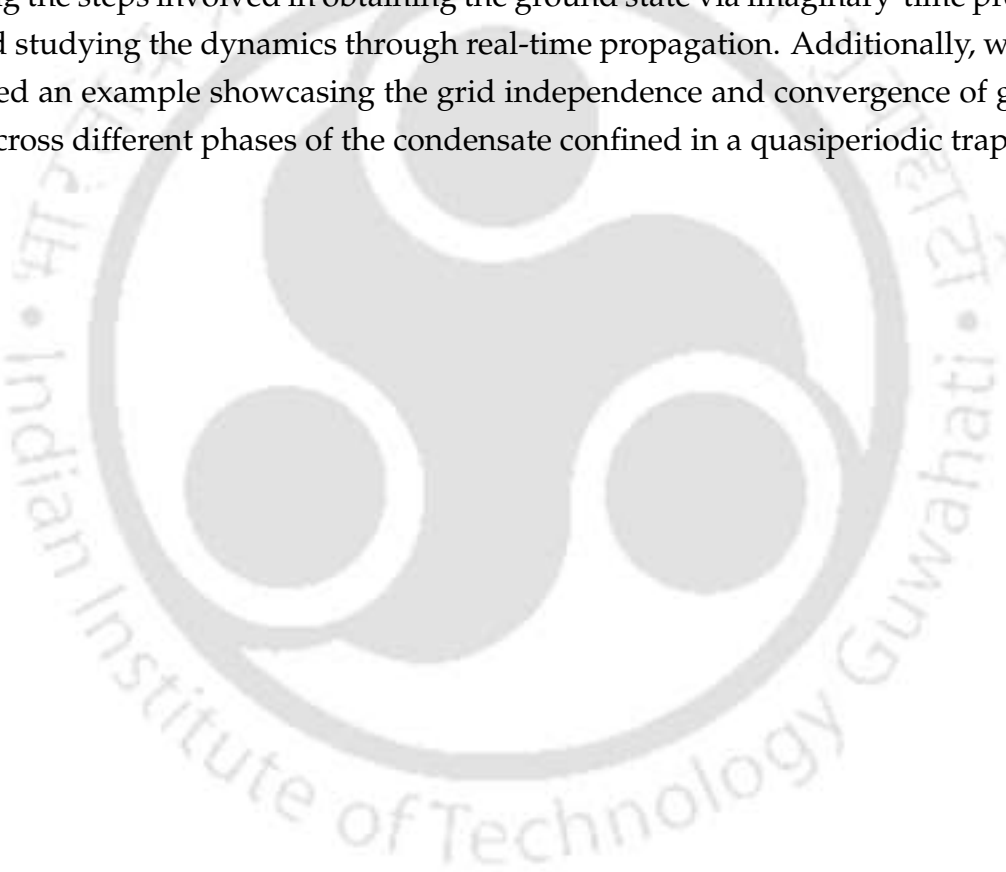 g the steps involved in obtaining the ground state via imaginary-time pr
d studying the dynamics through real-time propagation. Additionally, w
ed an example showcasing the grid independence and convergence of g
cross different phases of the condensate confined in a quasiperiodic trap
Indian Institute of Technology Guwahati